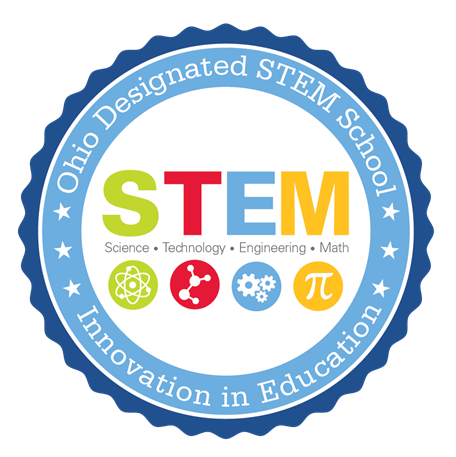 Ohio Designated STEM School
STEM
Science • Technology • Engineering • Math
π
Innovation in Education